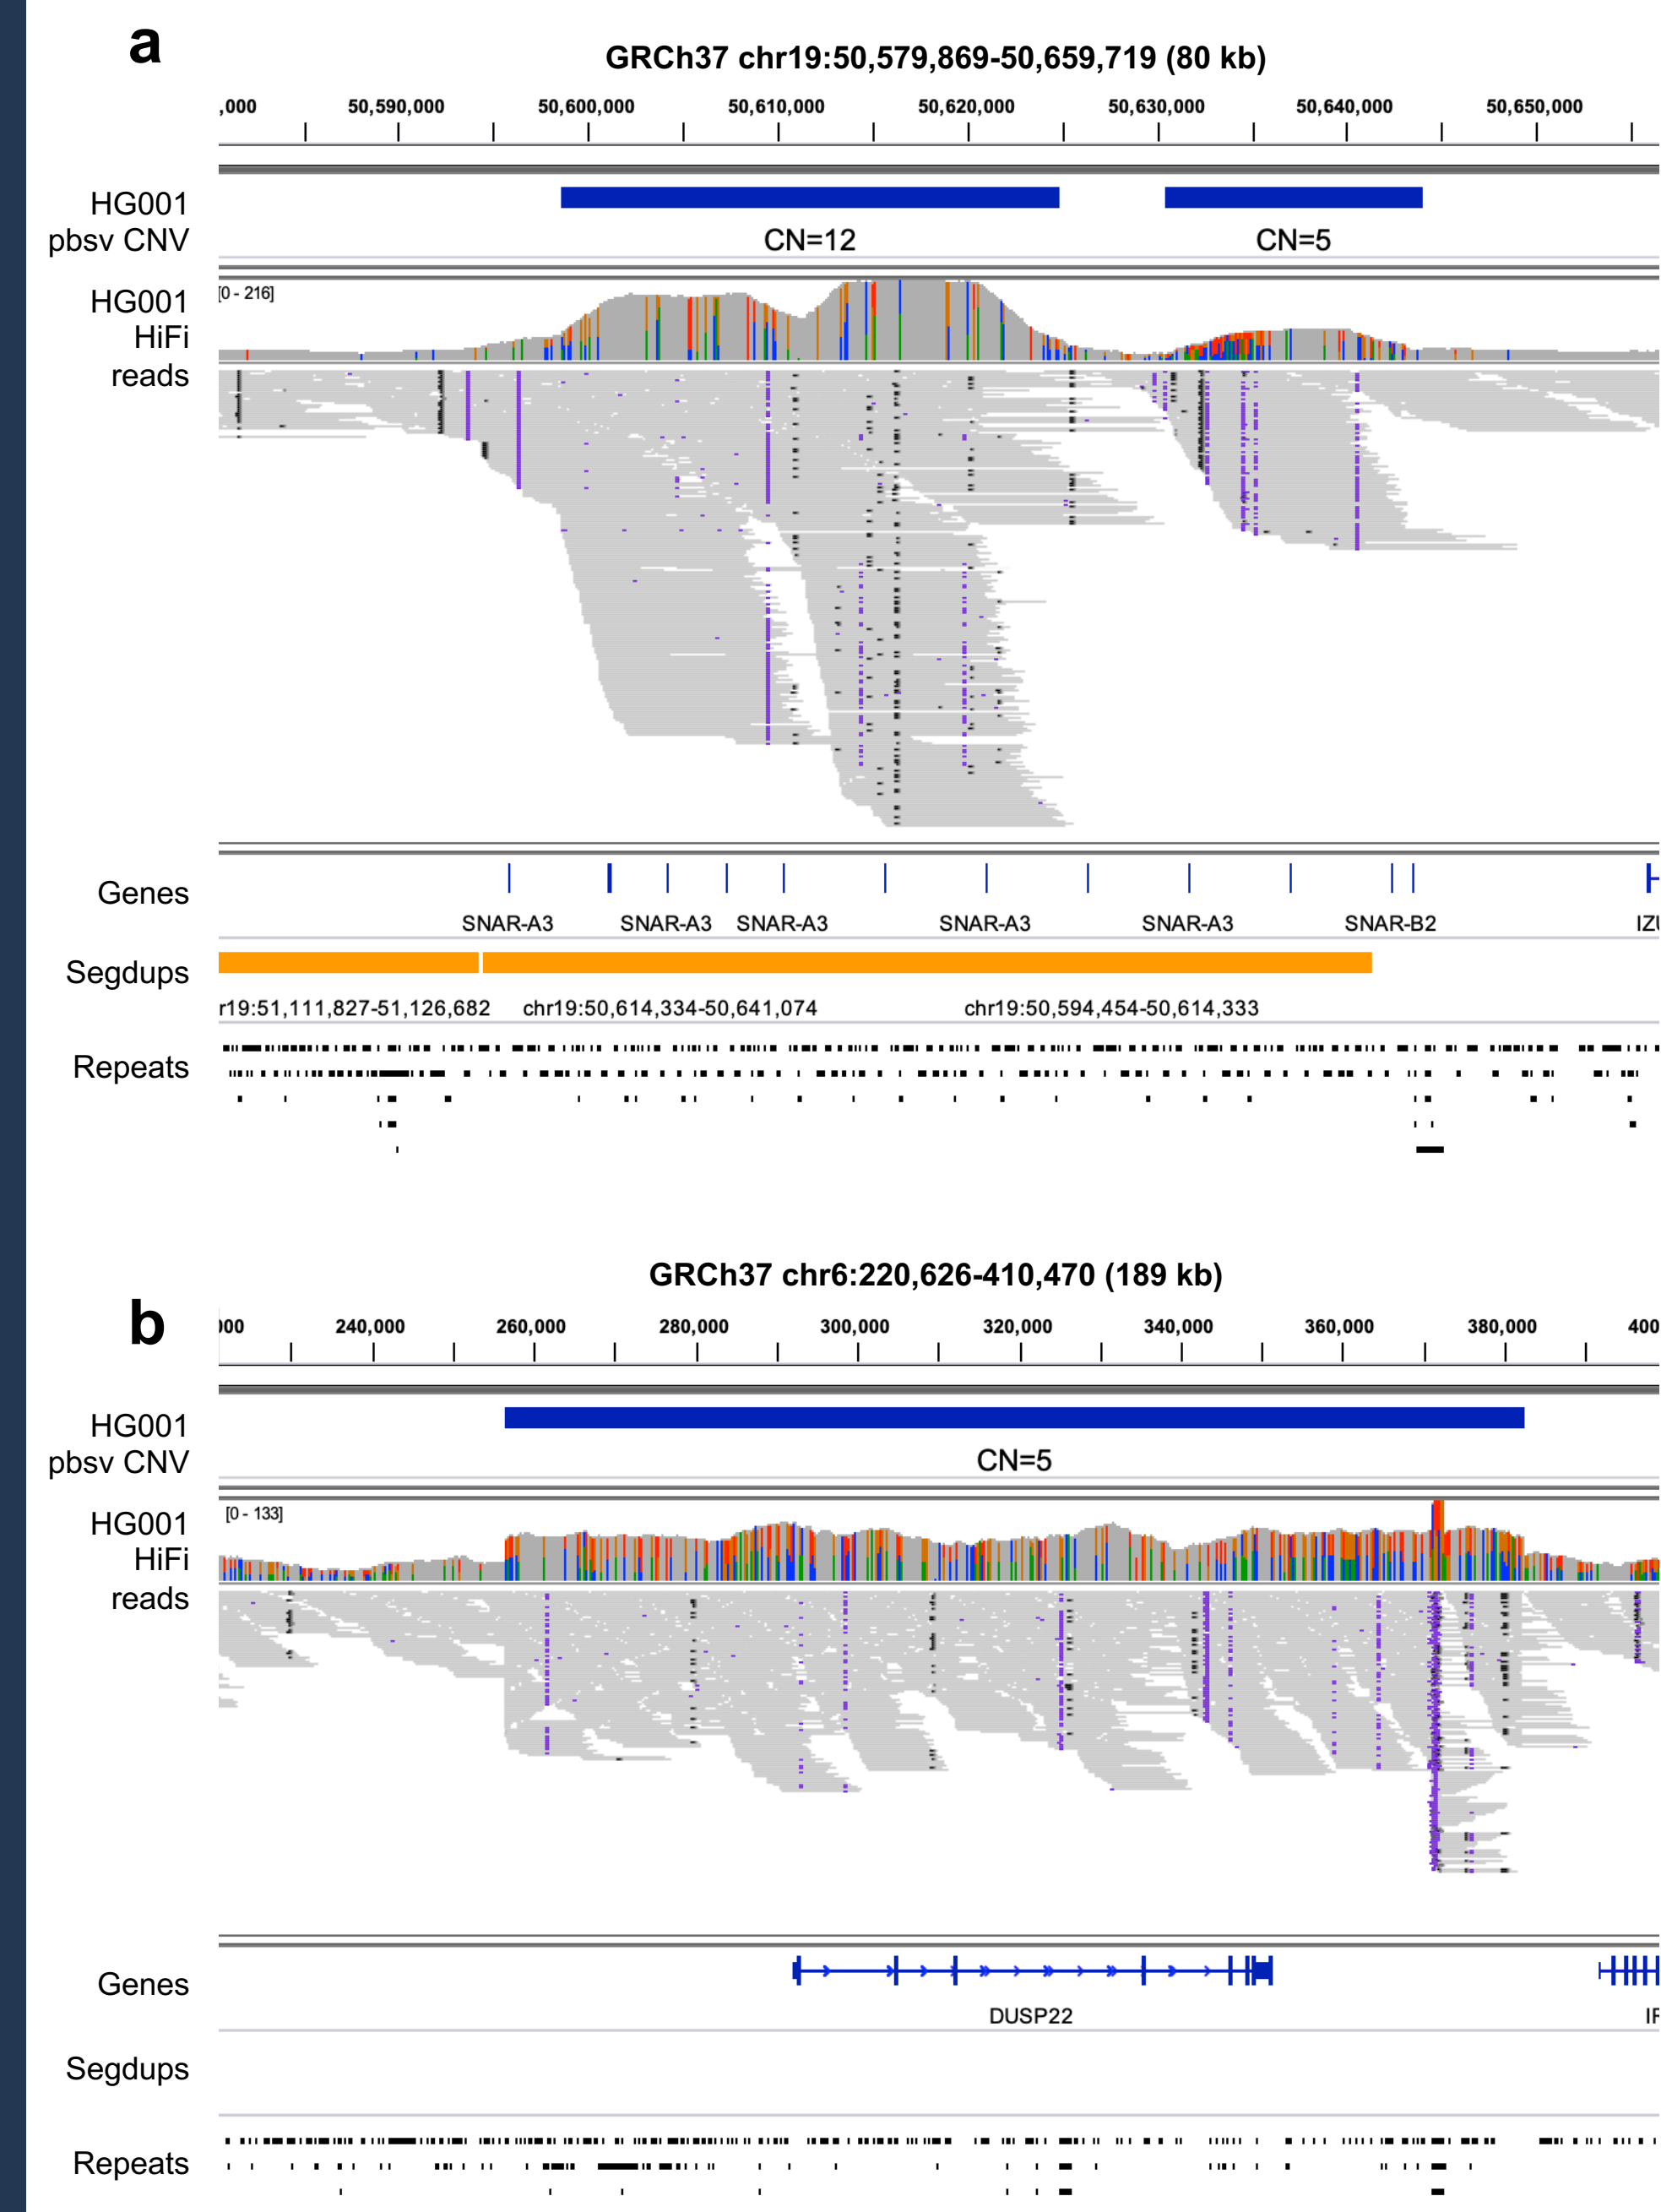 a
GRCh37 chr19:50,579,869-50,659,719 (80 kb)
,000 50,590,000 50,600,000 50,610,000 50,620,000 50,630,000 50,640,000 50,650,000
HG001
pbsv CNV
CN=12 CN=5
HG001
HiFi
reads
[0 - 216]
Genes
SNAR-A3 SNAR-A3 SNAR-A3 SNAR-A3 SNAR-A3 SNAR-B2 IZU
Segdups
r19:51,111,827-51,126,682 chr19:50,614,334-50,641,074 chr19:50,594,454-50,614,333
Repeats
GRCh37 chr6:220,626-410,470 (189 kb)
b
000 240,000 260,000 280,000 300,000 320,000 340,000 360,000 380,000 400
HG001
pbsv CNV
CN=5
HG001
HiFi
reads
[0 - 133]
Genes
DUSP22
Segdups
Repeats